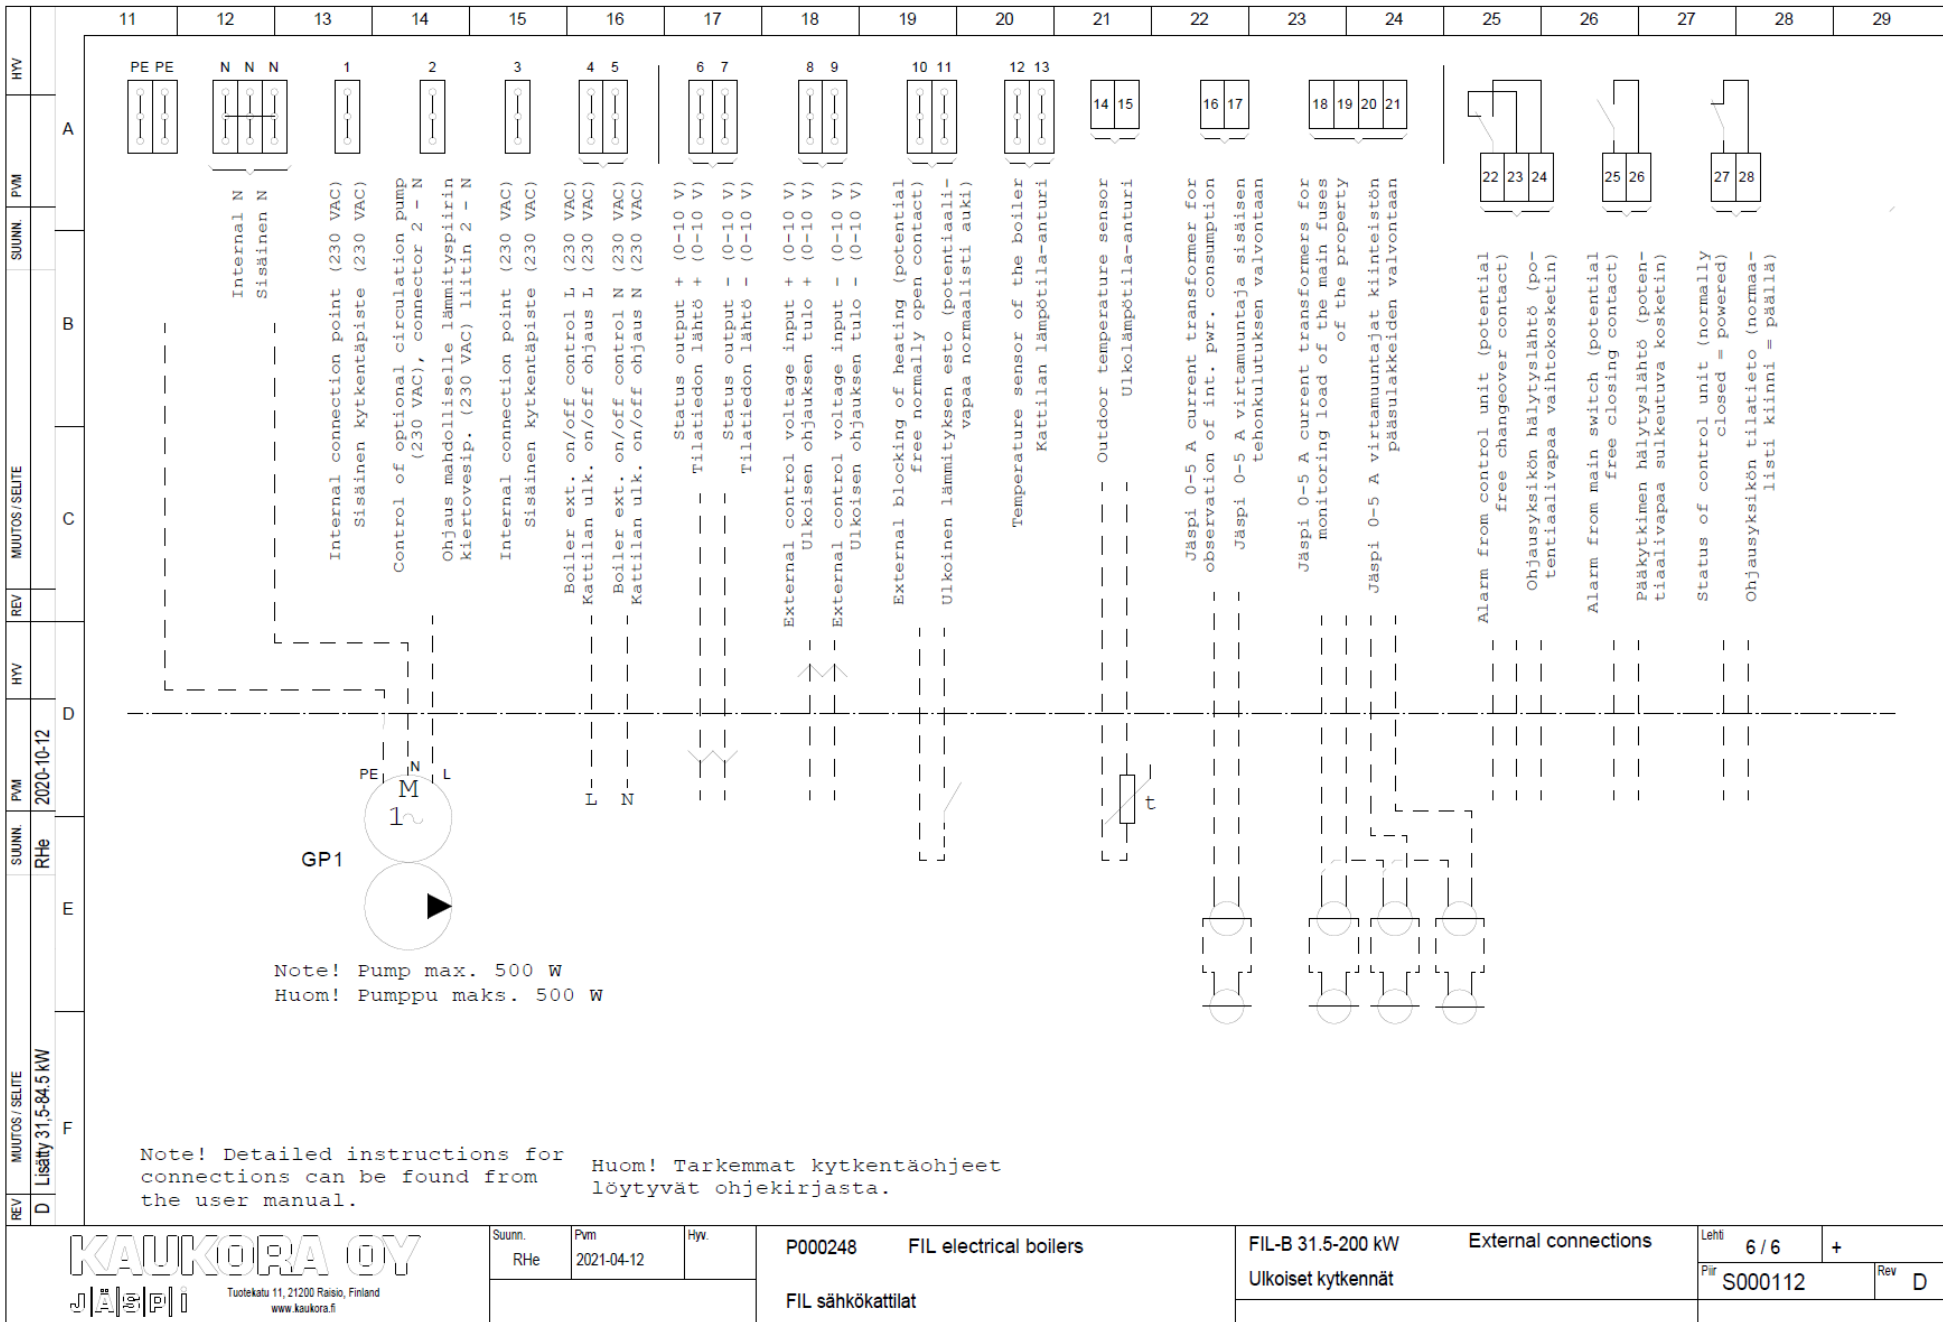 11 12 13 14 15 16 17 18 19 20 21 22 23 24 25 26 27 28 29
HYV
PVM
SUUNN.
MUUTOS / SELITE
REV
HYV
PVM 2020-10-12
SUUNN. RHe
MUUTOS / SELITE Lisätty 31,5-84.5 kW
REV D
A
B
C
D
E
F
PE PE
N N N
1
2
3
4 5
6 7
8 9
10 11
12 13
14 15
16 17
18 19 20 21
22 23 24
25 26
27 28
Internal N
Sisäinen N
Internal connection point (230 VAC)
Sisäinen kytkentäpiste (230 VAC)
Control of optional circulation pump
(230 VAC), connector 2 - N
Ohjaus mahdolliselle lämmityspiirin
kiertovesip. (230 VAC) liitin 2 - N
Internal connection point (230 VAC)
Sisäinen kytkentäpiste (230 VAC)
Boiler ext. on/off control L (230 VAC)
Kattilan ulk. on/off ohjaus L (230 VAC)
Boiler ext. on/off control N (230 VAC)
Kattilan ulk. on/off ohjaus N (230 VAC)
Status output + (0-10 V)
Tilatiedon lähtö + (0-10 V)
Status output - (0-10 V)
Tilatiedon lähtö - (0-10 V)
External control voltage input + (0-10 V)
Ulkoisen ohjauksen tulo + (0-10 V)
External control voltage input - (0-10 V)
Ulkoisen ohjauksen tulo - (0-10 V)
External blocking of heating (potential
free normally open contact)
Ulkoinen lämmityksen esto (potentiaali-
vapaa normaalisti auki)
Temperature sensor of the boiler
Kattilan lämpötila-anturi
Outdoor temperature sensor
Ulkolämpötila-anturi
Jäspi 0-5 A current transformer for
observation of int. pwr. consumption
Jäspi 0-5 A virtamuuntaja sisäisen
tehonkulutuksen valvontaan
Jäspi 0-5 A current transformers for
monitoring load of the main fuses
of the property
Jäspi 0-5 A virtamuuntajat kiinteistön
pääsulakkeiden valvontaan
Alarm from control unit (potential
free changeover contact)
Ohjausyksikön hälytyslähtö (po-
tentiaalivapaa vaihtokosketin)
Alarm from main switch (potential
free closing contact)
Pääkytkimen hälytyslähtö (poten-
tiaalivapaa sulkeutuva kosketin)
Status of control unit (normally
closed = powered)
Ohjausyksikön tilatieto (normaa-
listi kiinni = päällä)
PE N L
M
1~
GP1
L N
t
Note! Pump max. 500 W
Huom! Pumppu maks. 500 W
Note! Detailed instructions for
connections can be found from
the user manual.
Huom! Tarkemmat kytkentäohjeet
löytyvät ohjekirjasta.
KAUKORA OY
JÄSPI
Tuotekatu 11, 21200 Raisio, Finland
www.kaukora.fi
Suunn. RHe
Pvm 2021-04-12
Hyv.
P000248 FIL electrical boilers
FIL sähkökattilat
FIL-B 31.5-200 kW External connections
Ulkoiset kytkennät
Lehti 6 / 6 +
Piir S000112
Rev D